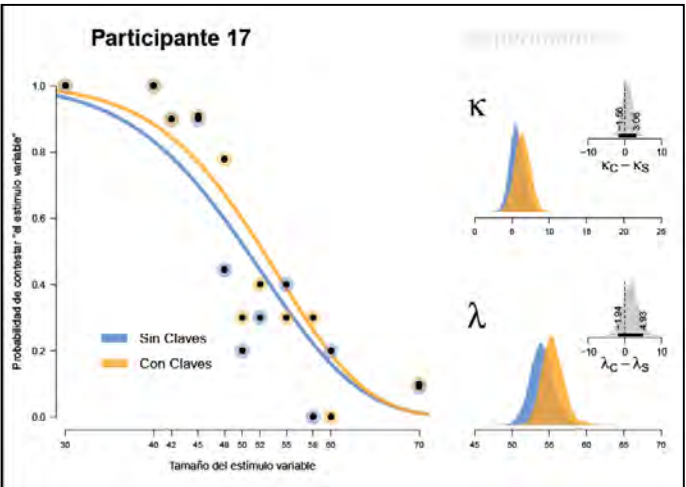 Participante 17
Probabilidad de contestar "el estímulo variable"
1.0
0.8
0.6
0.4
0.2
0.0
Sin Claves
Con Claves
30 40 42 45 48 50 52 55 58 60 70
Tamaño del estímulo variable
κ
−1.56
3.06
−10 0 10
κC − κS
0 10 20 25
λ
−1.94
4.93
−10 0 10
λC − λS
45 50 55 60 65 70